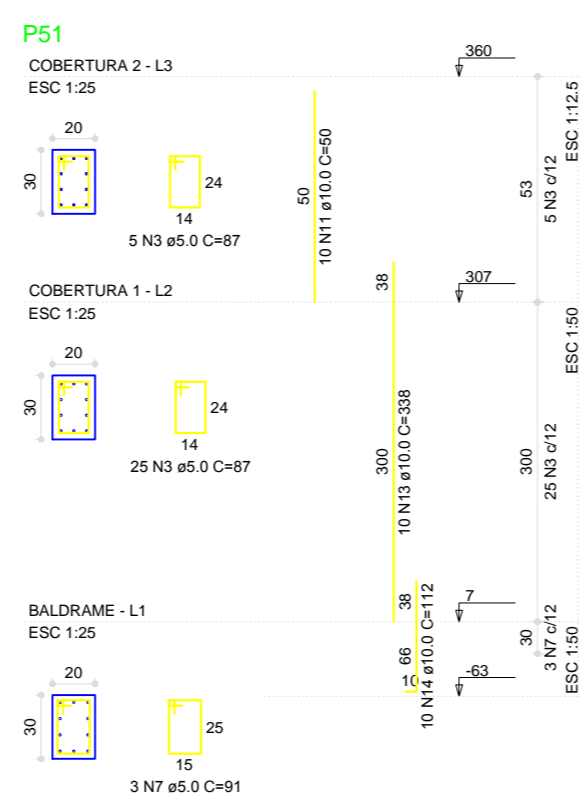 P51
COBERTURA 2 - L3
ESC 1:25
20
30
24
14
5 N3 ø5.0 C=87
50
10 N11 ø10.0 C=50
360
53
5 N3 c/12
ESC 1:12.5
COBERTURA 1 - L2
ESC 1:25
20
30
24
14
25 N3 ø5.0 C=87
38
300
10 N13 ø10.0 C=338
307
300
25 N3 c/12
ESC 1:50
BALDRAME - L1
ESC 1:25
20
30
25
15
3 N7 ø5.0 C=91
38
66
10
10 N14 ø10.0 C=112
7
-63
30
3 N7 c/12
ESC 1:50